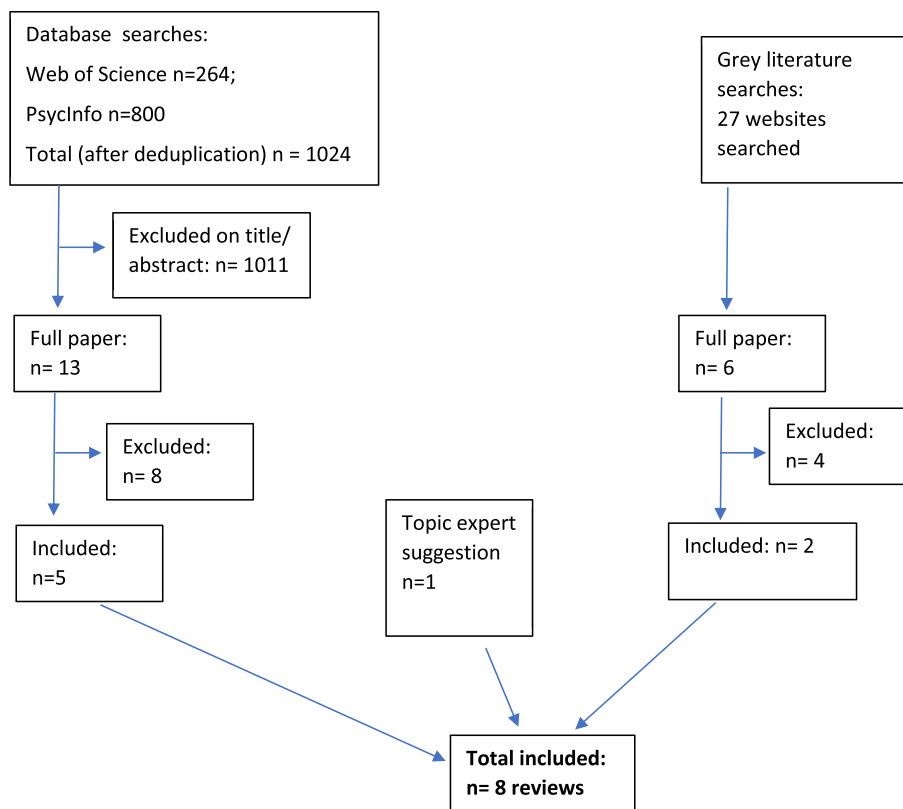 Database searches:
Web of Science n=264;
PsycInfo n=800
Total (after deduplication) n = 1024
Grey literature
searches:
27 websites
searched
Excluded on title/
abstract: n= 1011
Full paper:
n= 13
Full paper:
n= 6
Excluded:
n= 8
Excluded:
n= 4
Included:
n=5
Topic expert
suggestion
n=1
Included: n= 2
Total included:
n= 8 reviews